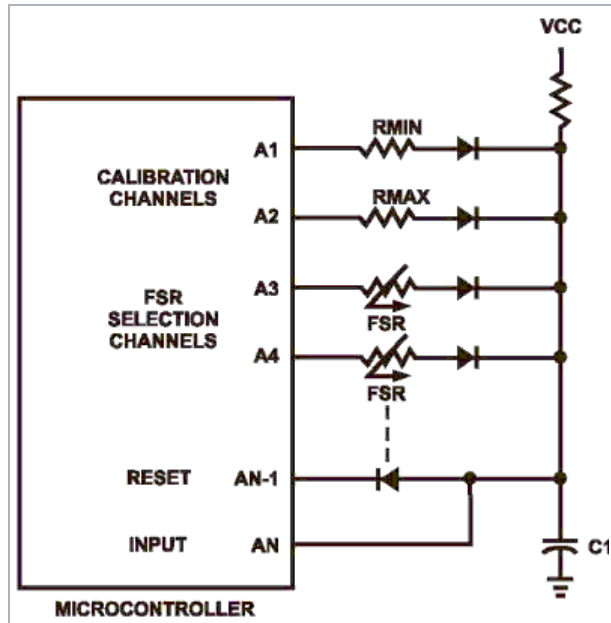 VCC
RMIN
A1
CALIBRATION
CHANNELS
RMAX
A2
A3
FSR
SELECTION
CHANNELS
FSR
A4
FSR
RESET
AN-1
INPUT
AN
C1
MICROCONTROLLER